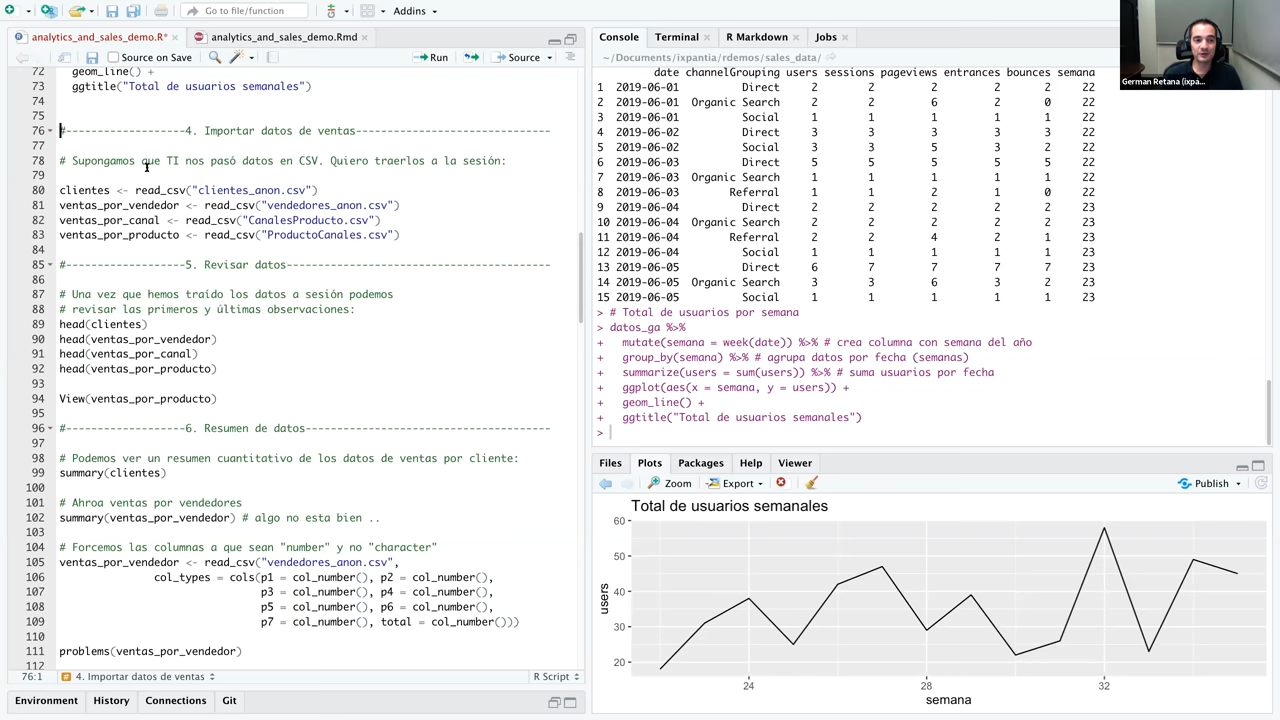 Go to file/function
Addins
analytics_and_sales_demo.R*
analytics_and_sales_demo.Rmd
Source on Save
Run
Source
72 geom_line() +
73 ggtitle("Total de usuarios semanales")
74
75
76 #-------------------4. Importar datos de ventas-------------------------------
77
78 # Supongamos que TI nos pasó datos en CSV. Quiero traerlos a la sesión:
79
80 clientes <- read_csv("clientes_anon.csv")
81 ventas_por_vendedor <- read_csv("vendedores_anon.csv")
82 ventas_por_canal <- read_csv("CanalesProducto.csv")
83 ventas_por_producto <- read_csv("ProductoCanales.csv")
84
85 #-------------------5. Revisar datos------------------------------------------
86
87 # Una vez que hemos traído los datos a sesión podemos
88 # revisar las primeros y últimas observaciones:
89 head(clientes)
90 head(ventas_por_vendedor)
91 head(ventas_por_canal)
92 head(ventas_por_producto)
93
94 View(ventas_por_producto)
95
96 #-------------------6. Resumen de datos---------------------------------------
97
98 # Podemos ver un resumen cuantitativo de los datos de ventas por cliente:
99 summary(clientes)
100
101 # Ahroa ventas por vendedores
102 summary(ventas_por_vendedor) # algo no esta bien ..
103
104 # Forcemos las columnas a que sean "number" y no "character"
105 ventas_por_vendedor <- read_csv("vendedores_anon.csv",
106 col_types = cols(p1 = col_number(), p2 = col_number(),
107 p3 = col_number(), p4 = col_number(),
108 p5 = col_number(), p6 = col_number(),
109 p7 = col_number(), total = col_number()))
110
111 problems(ventas_por_vendedor)
112
76:1 4. Importar datos de ventas R Script
Environment History Connections Git
Console Terminal R Markdown Jobs
~/Documents/ixpantia/rdemos/sales_data/
date channelGrouping users sessions pageviews entrances bounces semana
1 2019-06-01 Direct 2 2 2 2 2 22
2 2019-06-01 Organic Search 2 2 6 2 0 22
3 2019-06-01 Social 1 1 1 1 1 22
4 2019-06-02 Direct 3 3 3 3 3 22
5 2019-06-02 Social 3 3 5 3 2 22
6 2019-06-03 Direct 5 5 5 5 5 22
7 2019-06-03 Organic Search 1 1 1 1 1 22
8 2019-06-03 Referral 1 1 2 1 0 22
9 2019-06-04 Direct 2 2 2 2 2 23
10 2019-06-04 Organic Search 2 2 2 2 2 23
11 2019-06-04 Referral 2 2 4 2 1 23
12 2019-06-04 Social 1 1 1 1 1 23
13 2019-06-05 Direct 6 7 7 7 7 23
14 2019-06-05 Organic Search 3 3 6 3 2 23
15 2019-06-05 Social 1 1 1 1 1 23
> # Total de usuarios por semana
> datos_ga %>%
+ mutate(semana = week(date)) %>% # crea columna con semana del año
+ group_by(semana) %>% # agrupa datos por fecha (semanas)
+ summarize(users = sum(users)) %>% # suma usuarios por fecha
+ ggplot(aes(x = semana, y = users)) +
+ geom_line() +
+ ggtitle("Total de usuarios semanales")
>
Files Plots Packages Help Viewer
Zoom Export Publish
Total de usuarios semanales
60
50
40
30
20
users
24 28 32
semana
German Retana (ixpa...